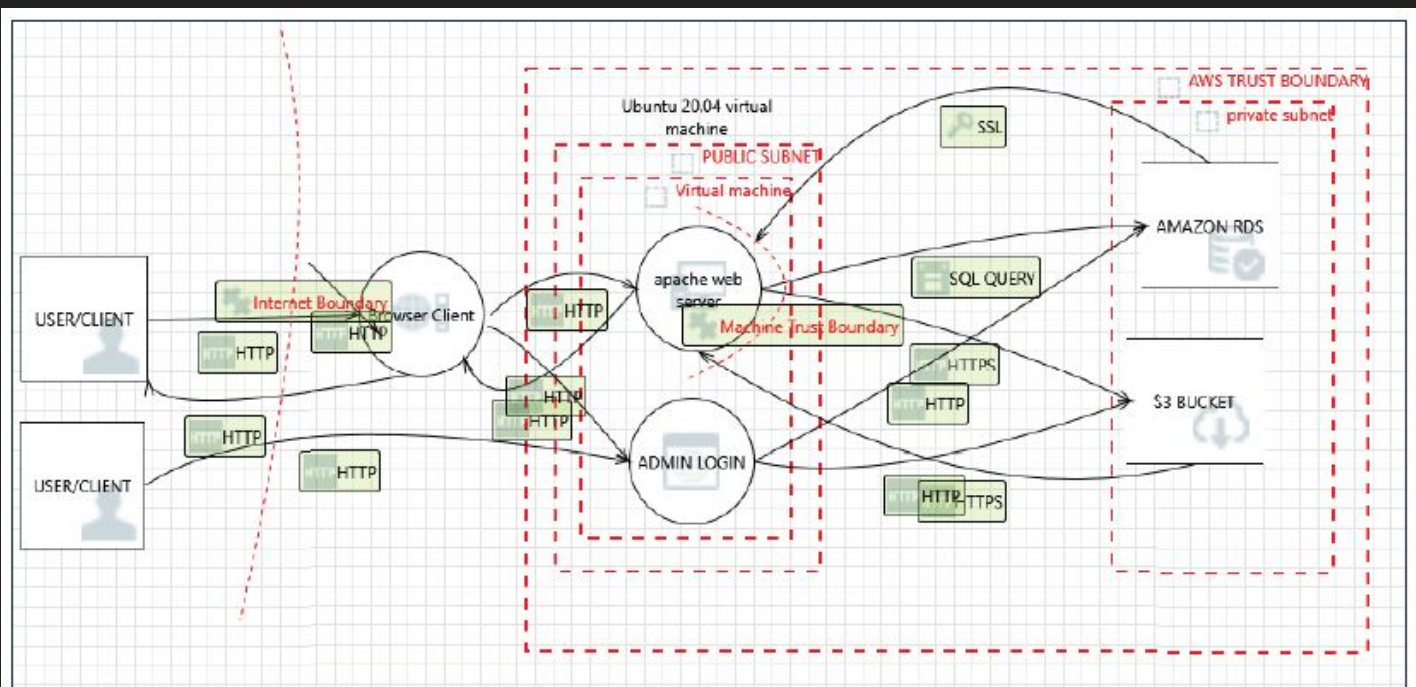 AWS TRUST BOUNDARY
Ubuntu 20.04 virtual
machine
private subnet
SSL
PUBLIC SUBNET
Virtual machine
AMAZON RDS
apache web
server
SQL QUERY
Internet Boundary
Browser Client
HTTP
USER/CLIENT
HTTP
HTTP
Machine Trust Boundary
HTTPS
HTTP
HTTP
HTTP
S3 BUCKET
HTTP
ADMIN LOGIN
HTTP
USER/CLIENT
HTTP
HTTPS